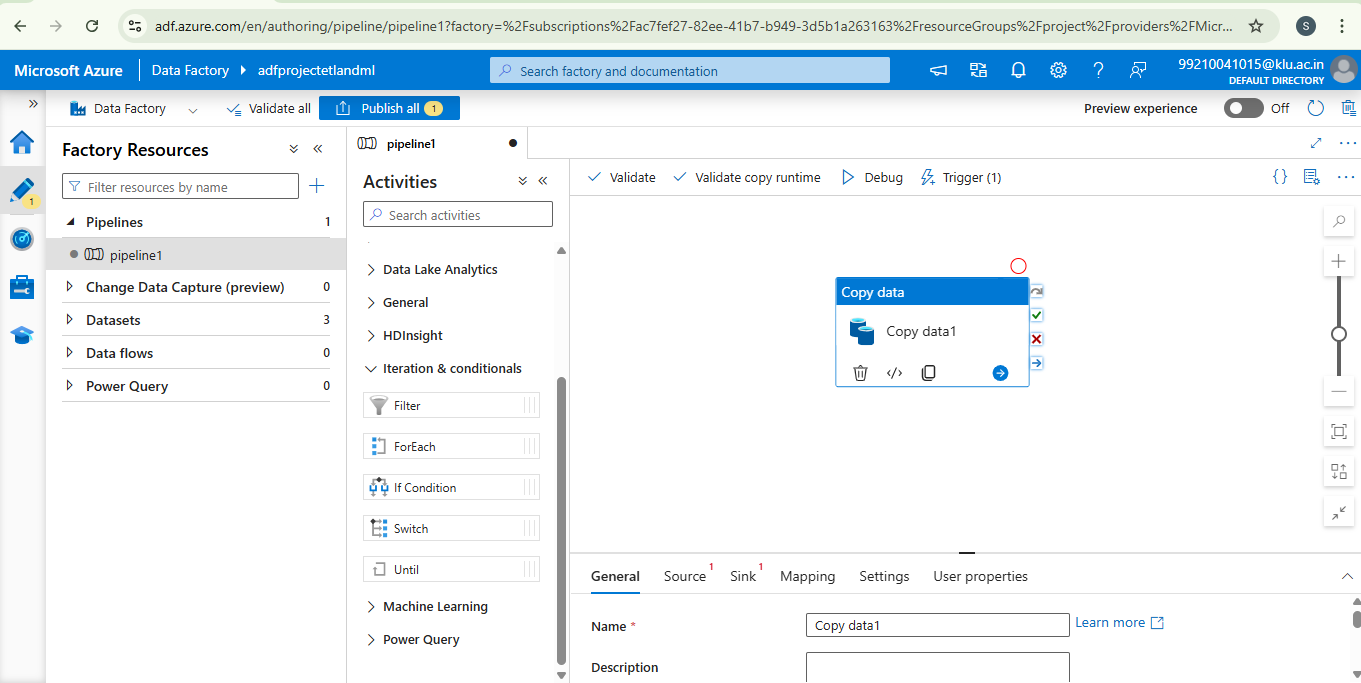 adf.azure.com/en/authoring/pipeline/pipeline1?factory=%2Fsubscriptions%2Fac7fef27-82ee-41b7-b949-3d5b1a263163%2FresourceGroups%2Fproject%2Fproviders%2FMicr...
S
Microsoft Azure
Data Factory
adfprojectetlandml
Search factory and documentation
99210041015@klu.ac.in
DEFAULT DIRECTORY
Data Factory
Validate all
Publish all
1
Preview experience
Off
1
Factory Resources
Filter resources by name
Pipelines
1
pipeline1
Change Data Capture (preview)
0
Datasets
3
Data flows
0
Power Query
0
pipeline1
Activities
Search activities
Data Lake Analytics
General
HDInsight
Iteration & conditionals
Filter
ForEach
If Condition
Switch
Until
Machine Learning
Power Query
Validate
Validate copy runtime
Debug
Trigger (1)
Copy data
Copy data1
General
Source
1
Sink
1
Mapping
Settings
User properties
Name *
Copy data1
Learn more
Description